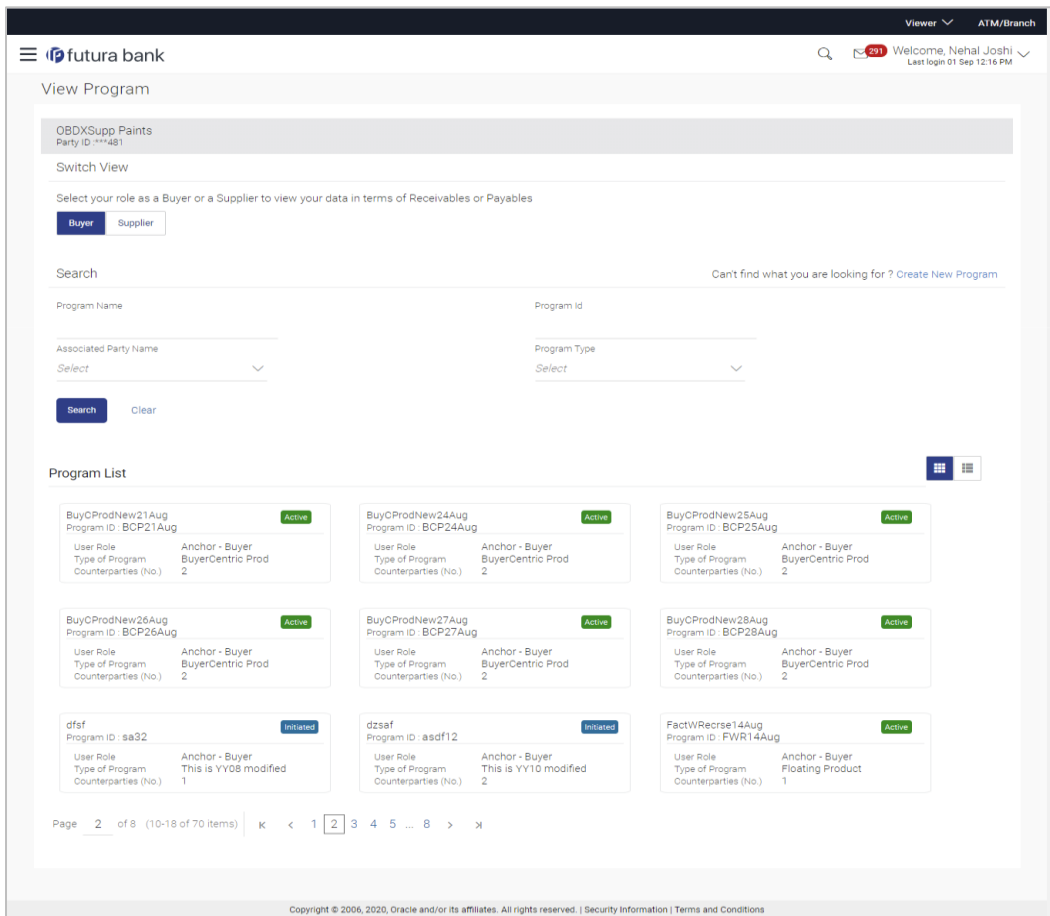 Viewer ATM/Branch
futura bank
291 Welcome, Nehal Joshi
Last login 01 Sep 12:16 PM
View Program
OBDXSupp Paints
Party ID :***481
Switch View
Select your role as a Buyer or a Supplier to view your data in terms of Receivables or Payables
Buyer Supplier
Search Can't find what you are looking for ? Create New Program
Program Name Program Id
Associated Party Name Program Type
Select Select
Search Clear
Program List
BuyCProdNew21Aug Active
Program ID : BCP21Aug
User Role Anchor - Buyer
Type of Program BuyerCentric Prod
Counterparties (No.) 2
BuyCProdNew24Aug Active
Program ID : BCP24Aug
User Role Anchor - Buyer
Type of Program BuyerCentric Prod
Counterparties (No.) 2
BuyCProdNew25Aug Active
Program ID : BCP25Aug
User Role Anchor - Buyer
Type of Program BuyerCentric Prod
Counterparties (No.) 2
BuyCProdNew26Aug Active
Program ID : BCP26Aug
User Role Anchor - Buyer
Type of Program BuyerCentric Prod
Counterparties (No.) 2
BuyCProdNew27Aug Active
Program ID : BCP27Aug
User Role Anchor - Buyer
Type of Program BuyerCentric Prod
Counterparties (No.) 2
BuyCProdNew28Aug Active
Program ID : BCP28Aug
User Role Anchor - Buyer
Type of Program BuyerCentric Prod
Counterparties (No.) 2
dfsf Initiated
Program ID : sa32
User Role Anchor - Buyer
Type of Program This is YY08 modified
Counterparties (No.) 1
dzsaf Initiated
Program ID : asdf12
User Role Anchor - Buyer
Type of Program This is YY10 modified
Counterparties (No.) 2
FactWRecrse14Aug Active
Program ID : FWR14Aug
User Role Anchor - Buyer
Type of Program Floating Product
Counterparties (No.) 1
Page 2 of 8 (10-18 of 70 items) 1 2 3 4 5 ... 8
Copyright © 2006, 2020, Oracle and/or its affiliates. All rights reserved. | Security Information | Terms and Conditions